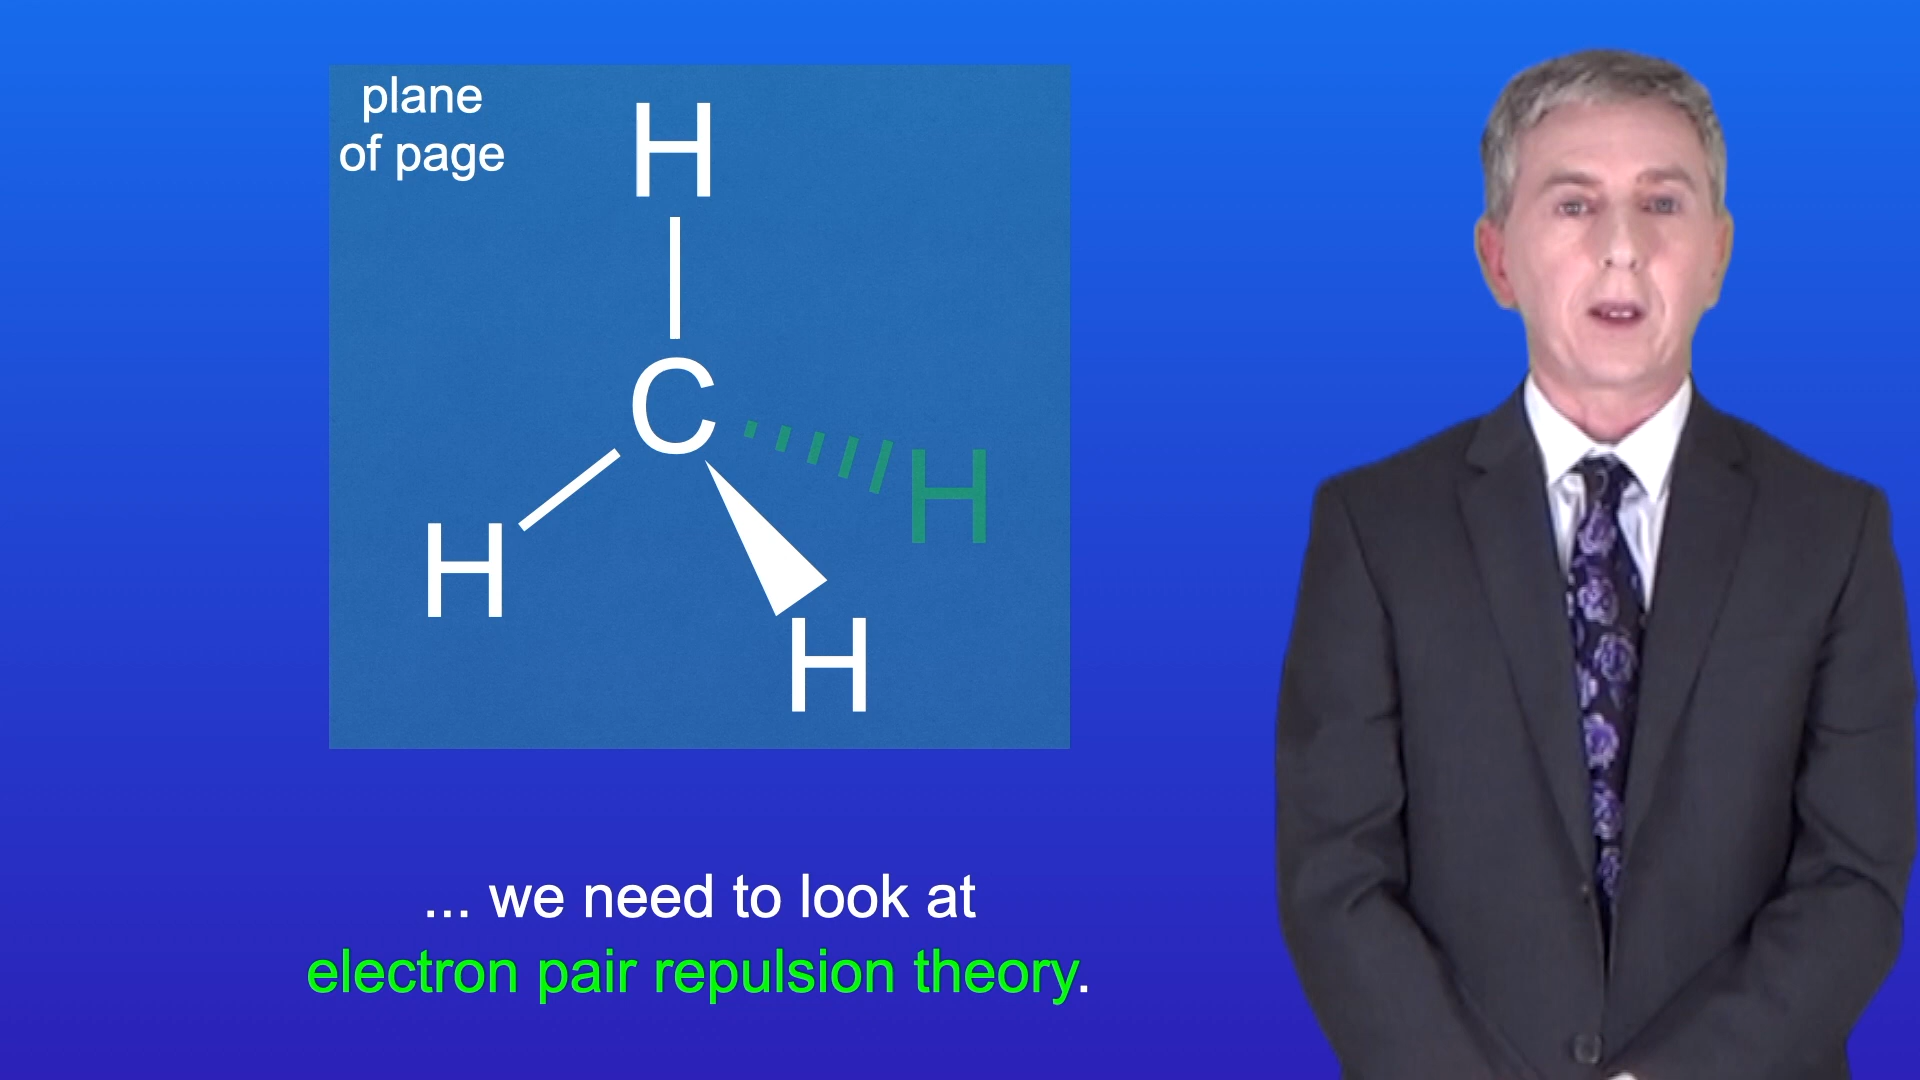 plane
of page
H
C
H
H
H
... we need to look at
electron pair repulsion theory.